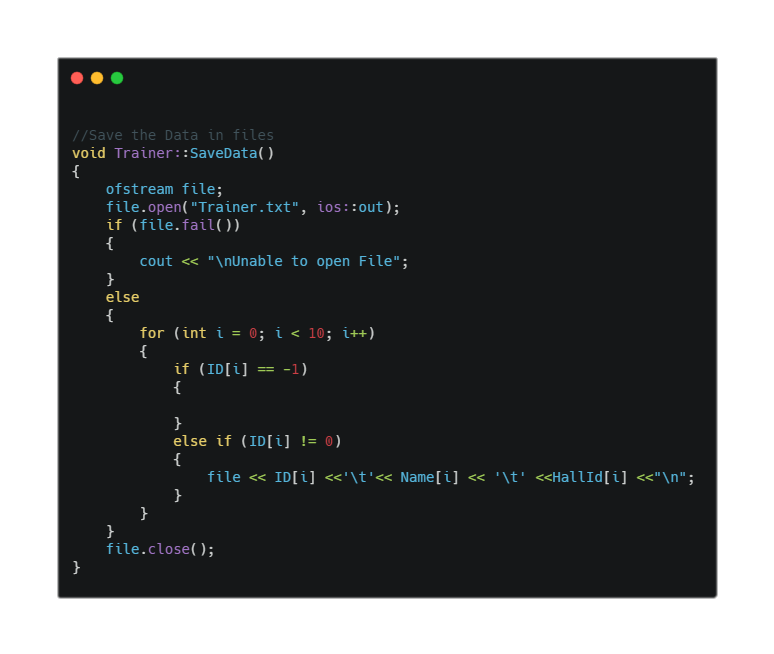 //Save the Data in files
void Trainer::SaveData()
{
    ofstream file;
    file.open("Trainer.txt", ios::out);
    if (file.fail())
    {
        cout << "\nUnable to open File";
    }
    else
    {
        for (int i = 0; i < 10; i++)
        {
            if (ID[i] == -1)
            {

            }
            else if (ID[i] != 0)
            {
                file << ID[i] <<'\t'<< Name[i] << '\t' <<HallId[i] <<"\n";
            }
        }
    }
    file.close();
}